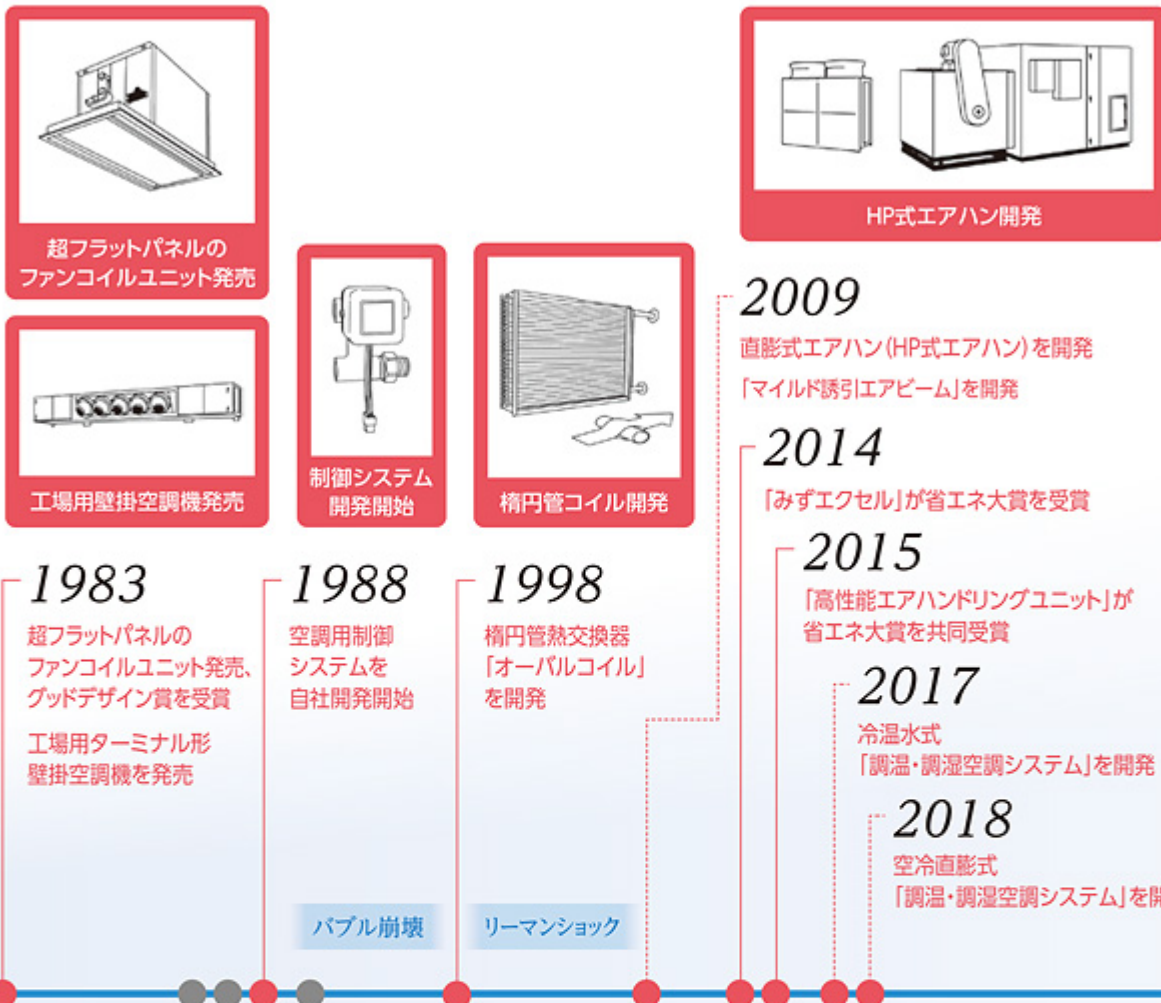 超フラットパネルの
ファンコイルユニット発売
工場用壁掛空調機発売
制御システム
開発開始
楕円管コイル開発
HP式エアハン開発
1983
超フラットパネルの
ファンコイルユニット発売、
グッドデザイン賞を受賞
工場用ターミナル形
壁掛空調機を発売
1988
空調用制御
システムを
自社開発開始
1998
楕円管熱交換器
「オーバルコイル」
を開発
2009
直膨式エアハン(HP式エアハン)を開発
「マイルド誘引エアビーム」を開発
2014
「みずエクセル」が省エネ大賞を受賞
2015
「高性能エアハンドリングユニット」が
省エネ大賞を共同受賞
2017
冷温水式
「調温・調湿空調システム」を開発
2018
空冷直膨式
「調温・調湿空調システム」を開
バブル崩壊
リーマンショック